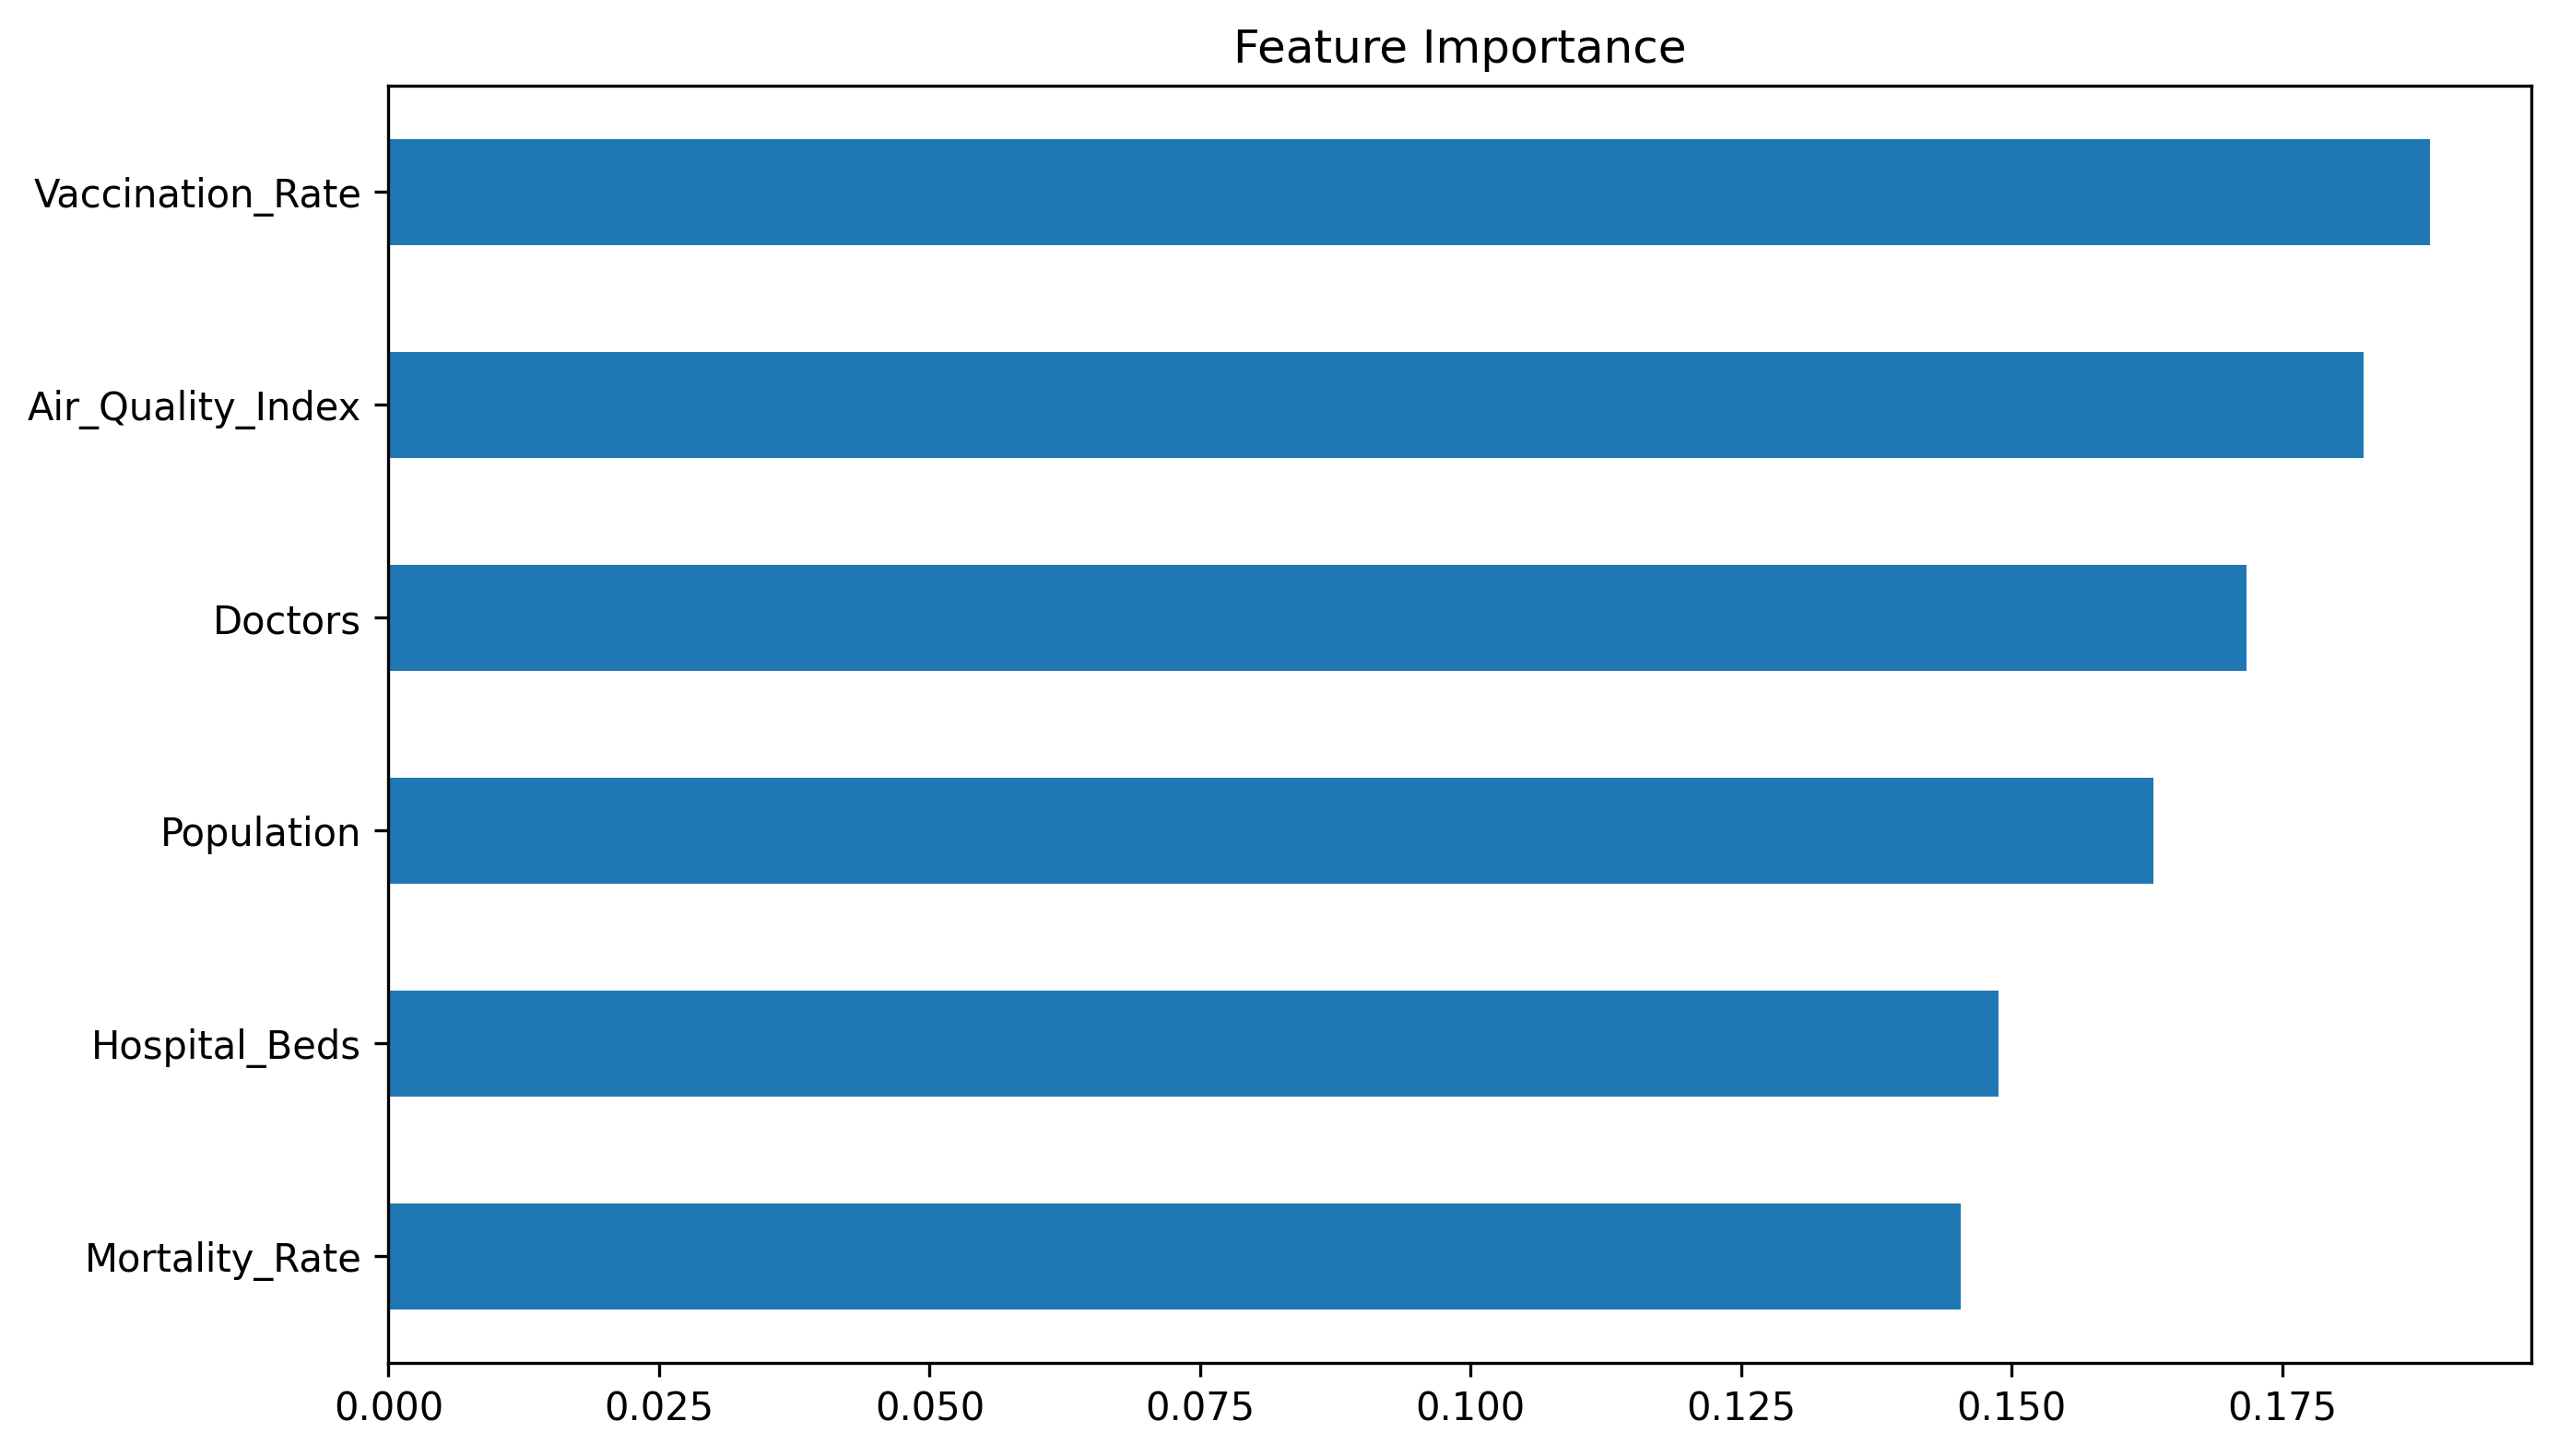 Feature Importance
Vaccination_Rate
Air_Quality_Index
Doctors
Population
Hospital_Beds
Mortality_Rate
0.000 0.025 0.050 0.075 0.100 0.125 0.150 0.175